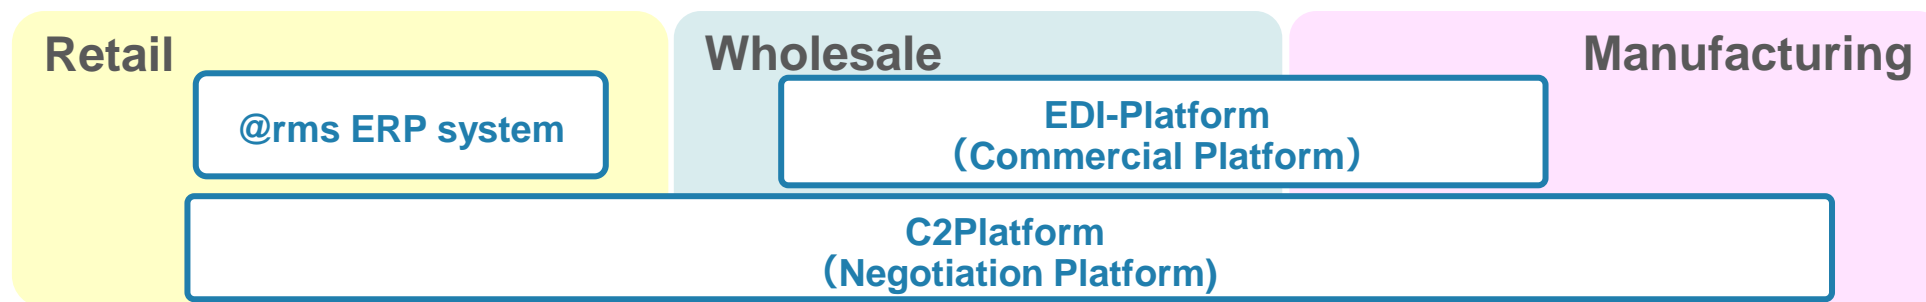 Retail
Wholesale
Manufacturing
@rms ERP system
EDI-Platform
（Commercial Platform）
C2Platform
（Negotiation Platform)